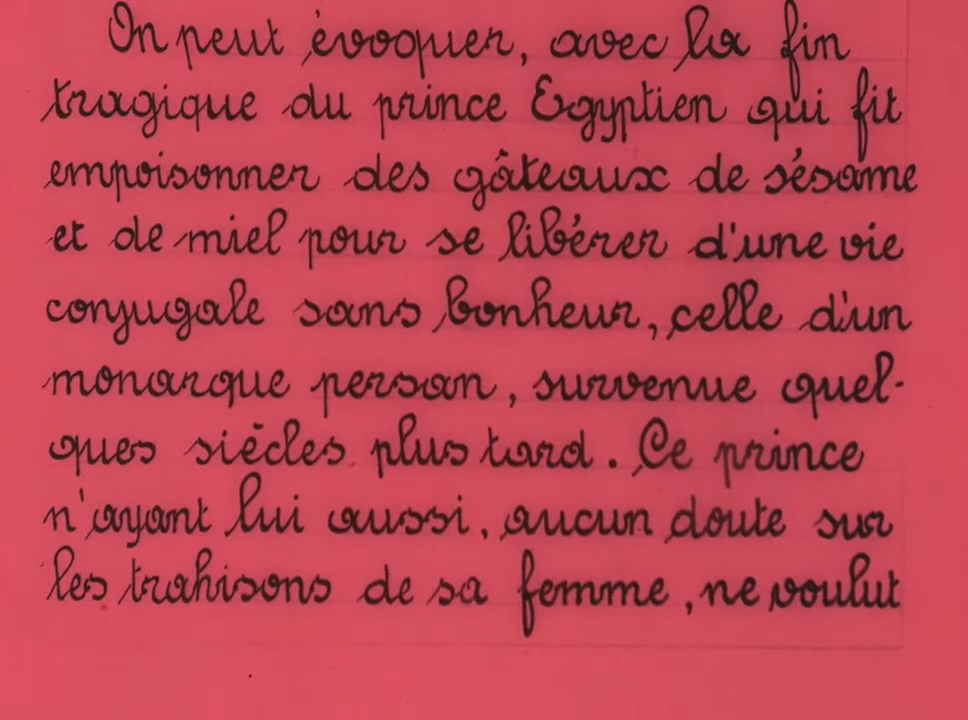 On peut évoquer, avec la fin
tragique du prince Egyptien qui fit
empoisonner des gâteaux de sésame
et de miel pour se libérer d'une vie
conjugale sans bonheur, celle d'un
monarque persan, survenue quel-
ques siècles plus tard. Ce prince
n'ayant lui aussi, aucun doute sur
les trahisons de sa femme, ne voulut